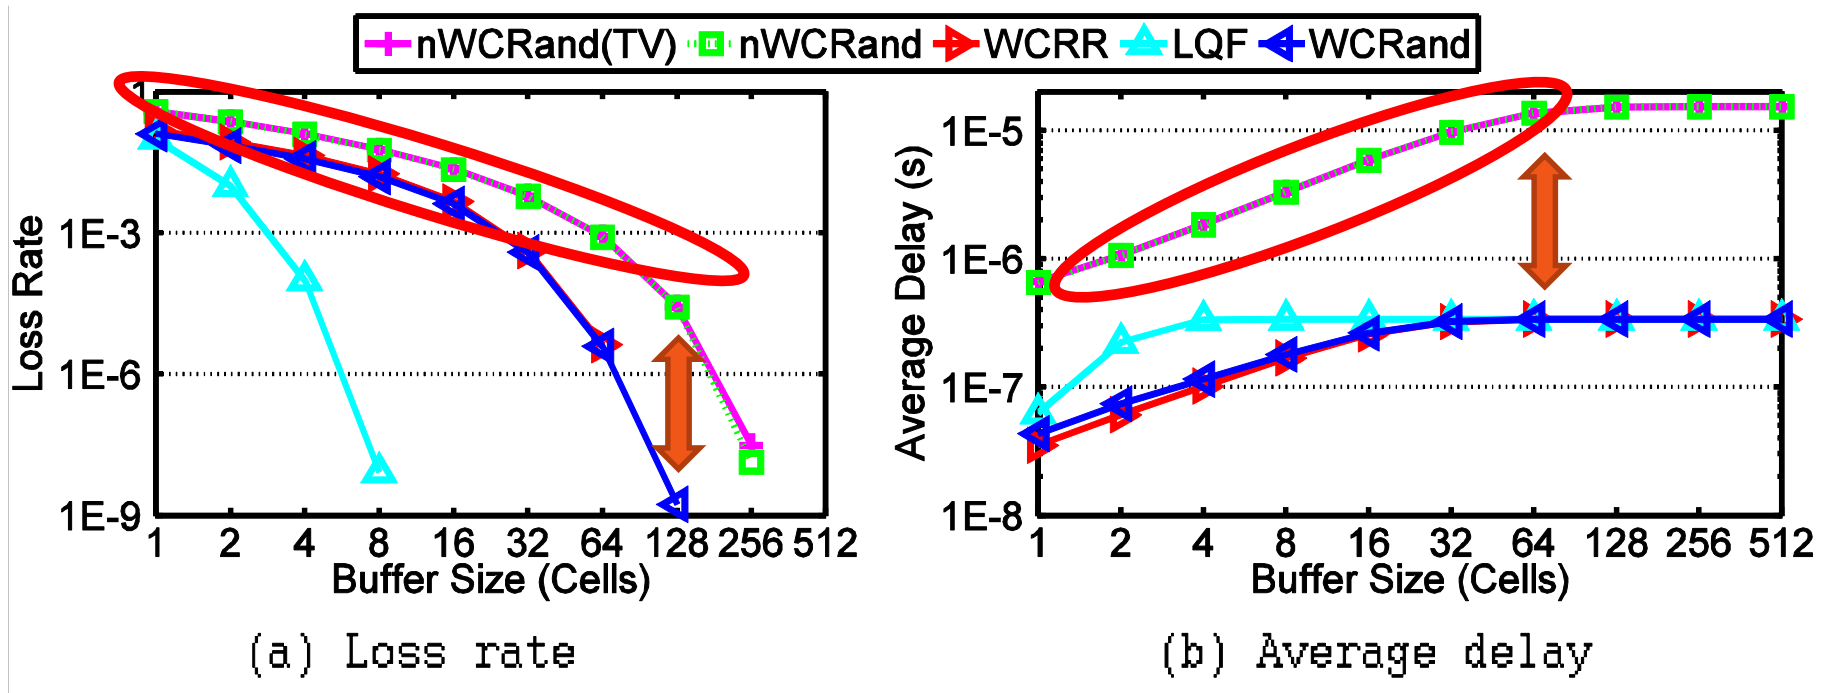 nWCRand(TV) nWCRand WCRR LQF WCRand
1
1E-3
1E-6
1E-9
Loss Rate
1 2 4 8 16 32 64 128 256 512
Buffer Size (Cells)
(a) Loss rate
1E-5
1E-6
1E-7
1E-8
Average Delay (s)
1 2 4 8 16 32 64 128 256 512
Buffer Size (Cells)
(b) Average delay